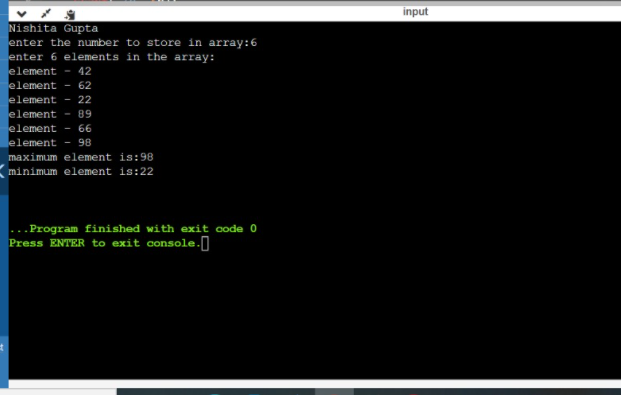 input
Nishita Gupta
enter the number to store in array:6
enter 6 elements in the array:
element - 42
element - 62
element - 22
element - 89
element - 66
element - 98
maximum element is:98
minimum element is:22
...Program finished with exit code 0
Press ENTER to exit console.